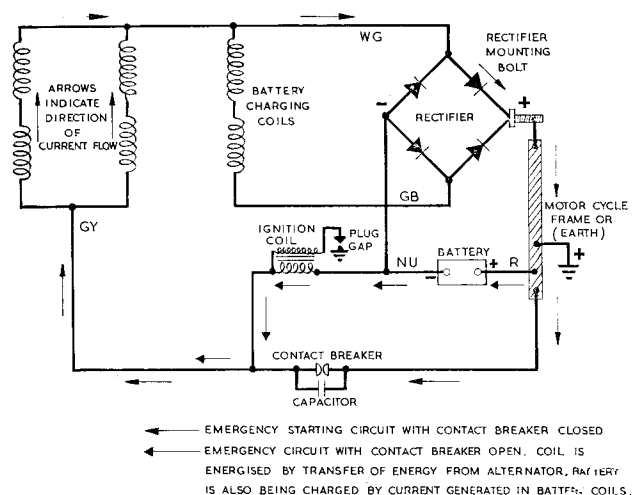 WG
RECTIFIER
MOUNTING
BOLT
ARROWS
INDICATE
DIRECTION
OF
CURRENT FLOW
BATTERY
CHARGING
COILS
-
RECTIFIER
+
GY
GB
MOTOR CYCLE
FRAME OR
(EARTH)
IGNITION
COIL
PLUG
GAP
+
NU
BATTERY
-
+
R
CONTACT BREAKER
CAPACITOR
EMERGENCY STARTING CIRCUIT WITH CONTACT BREAKER CLOSED
EMERGENCY CIRCUIT WITH CONTACT BREAKER OPEN. COIL IS
ENERGISED BY TRANSFER OF ENERGY FROM ALTERNATOR, BATTERY
IS ALSO BEING CHARGED BY CURRENT GENERATED IN BATTERY COILS.